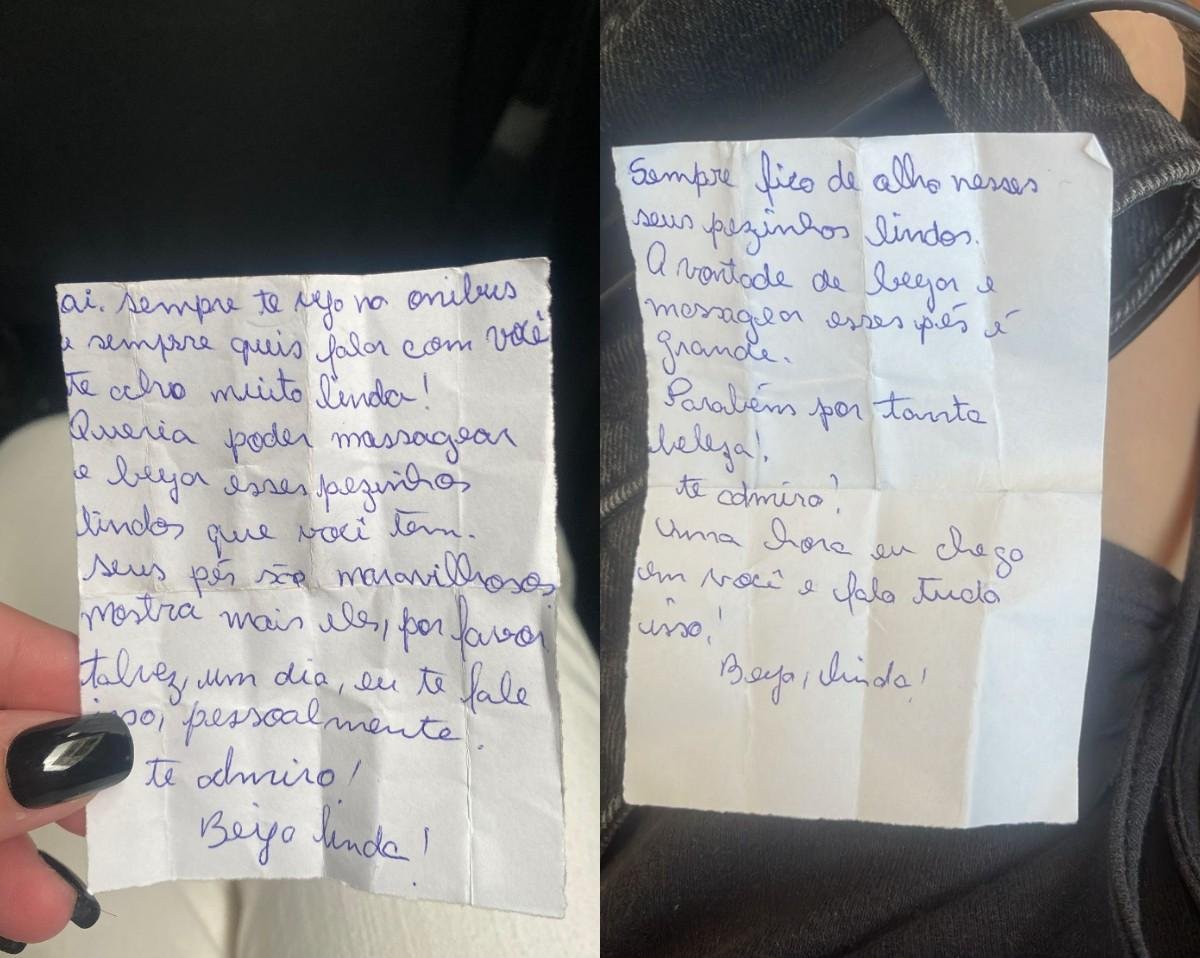 oi. sempre te vejo no onibus
e sempre quis falar com você
te acho muito linda!
Queria poder massagear
e beijar esses pezinhos
lindos que você tem.
seus pés são maravilhosos
mostra mais eles, por favor
talvez, um dia, eu te fale
isso, pessoalmente.
te admiro!
Beijo linda!
Sempre fico de olho nesses
seus pezinhos lindos.
A vontade de beijar e
massagear esses pés é
grande.
Parabéns por tanta
beleza!
te admiro!
Uma hora eu chego
em você e falo tudo
isso!
Beijo, linda!